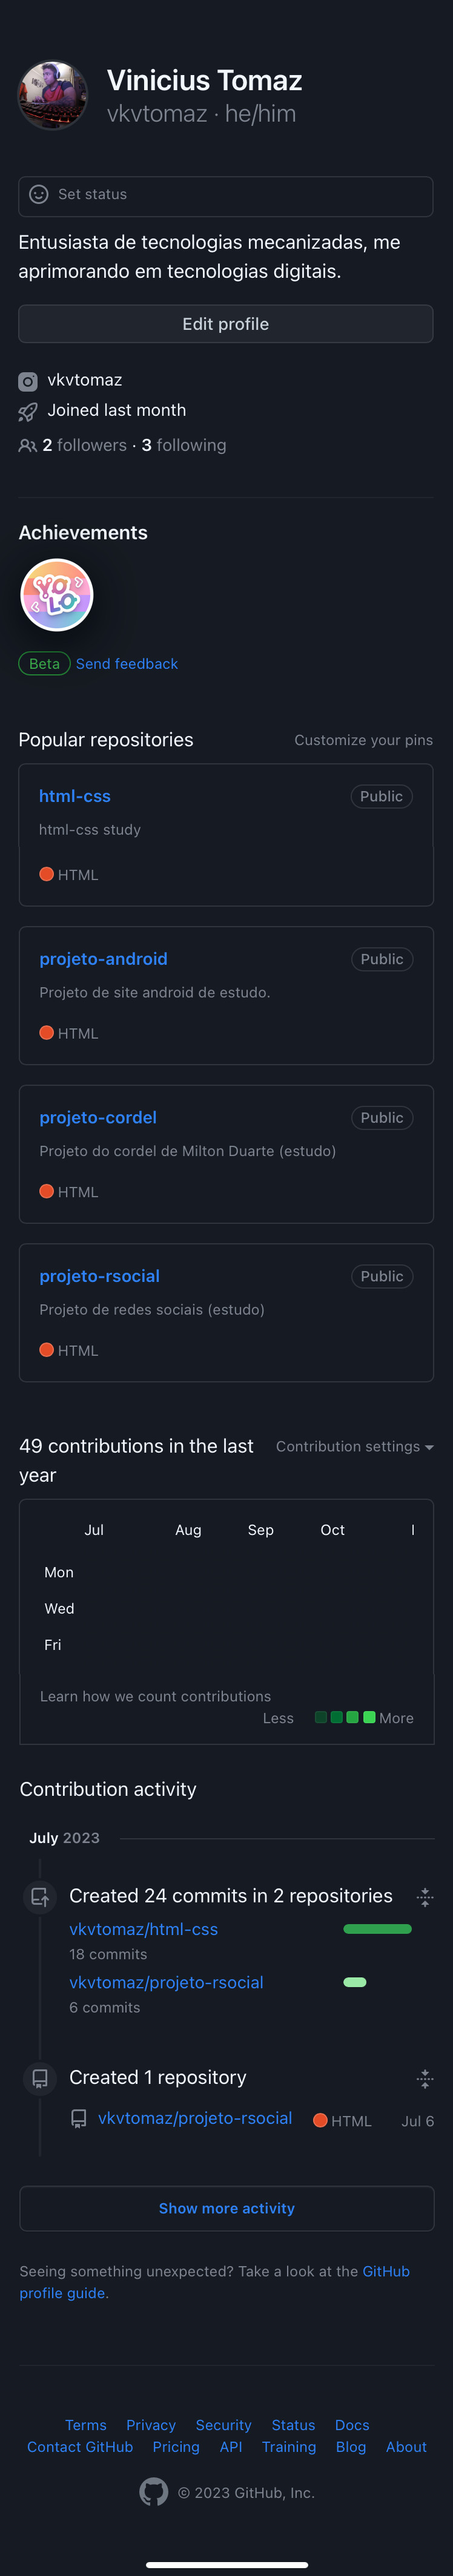 Vinicius Tomaz
vkvtomaz · he/him
Set status
Entusiasta de tecnologias mecanizadas, me
aprimorando em tecnologias digitais.
Edit profile
vkvtomaz
Joined last month
2 followers · 3 following
Achievements
YO
LO
Beta Send feedback
Popular repositories Customize your pins
html-css Public
html-css study
HTML
projeto-android Public
Projeto de site android de estudo.
HTML
projeto-cordel Public
Projeto do cordel de Milton Duarte (estudo)
HTML
projeto-rsocial Public
Projeto de redes sociais (estudo)
HTML
49 contributions in the last Contribution settings
year
Jul Aug Sep Oct
Mon
Wed
Fri
Learn how we count contributions
Less More
Contribution activity
July 2023
Created 24 commits in 2 repositories
vkvtomaz/html-css
18 commits
vkvtomaz/projeto-rsocial
6 commits
Created 1 repository
vkvtomaz/projeto-rsocial HTML Jul 6
Show more activity
Seeing something unexpected? Take a look at the GitHub
profile guide.
Terms Privacy Security Status Docs
Contact GitHub Pricing API Training Blog About
© 2023 GitHub, Inc.